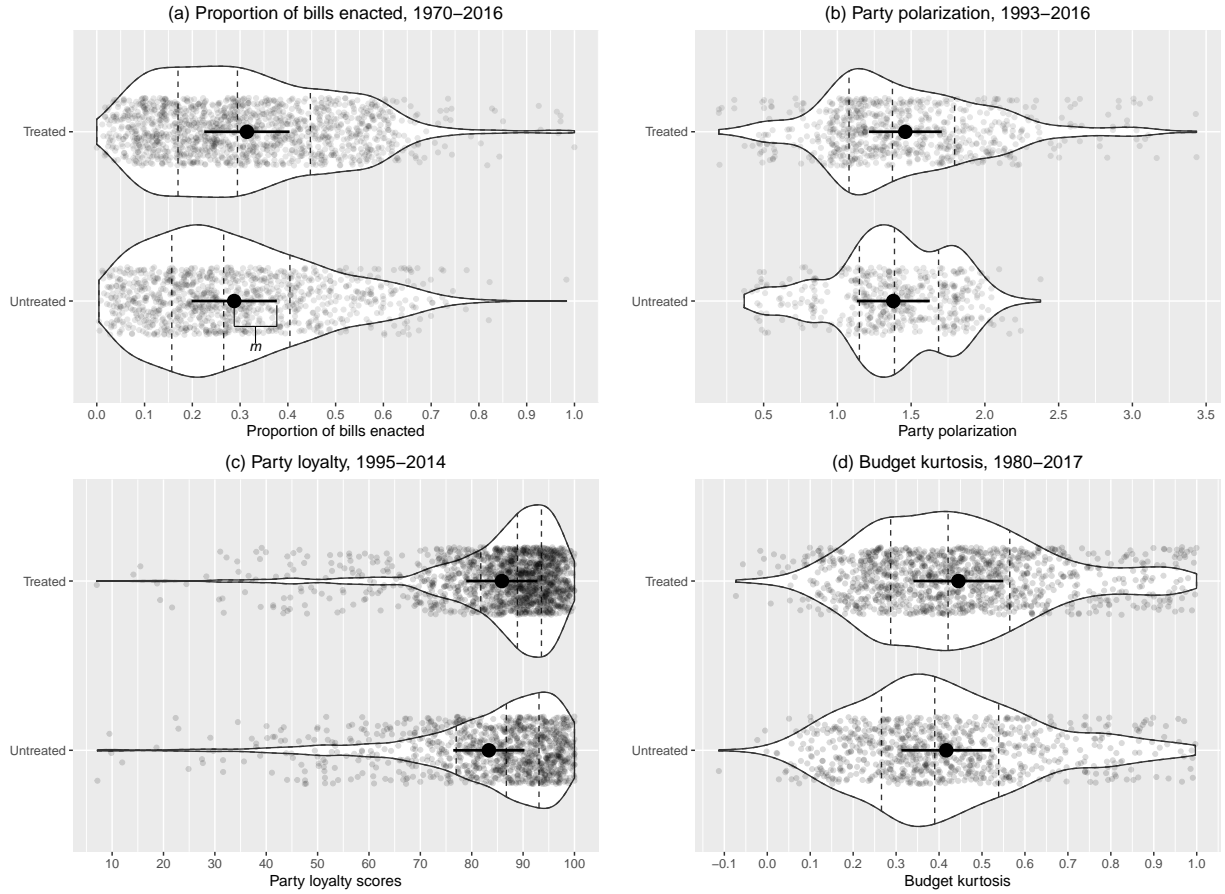 (a) Proportion of bills enacted, 1970–2016
Treated
Untreated
m
0.0 0.1 0.2 0.3 0.4 0.5 0.6 0.7 0.8 0.9 1.0
Proportion of bills enacted
(b) Party polarization, 1993–2016
Treated
Untreated
0.5 1.0 1.5 2.0 2.5 3.0 3.5
Party polarization
(c) Party loyalty, 1995–2014
Treated
Untreated
10 20 30 40 50 60 70 80 90 100
Party loyalty scores
(d) Budget kurtosis, 1980–2017
Treated
Untreated
−0.1 0.0 0.1 0.2 0.3 0.4 0.5 0.6 0.7 0.8 0.9 1.0
Budget kurtosis